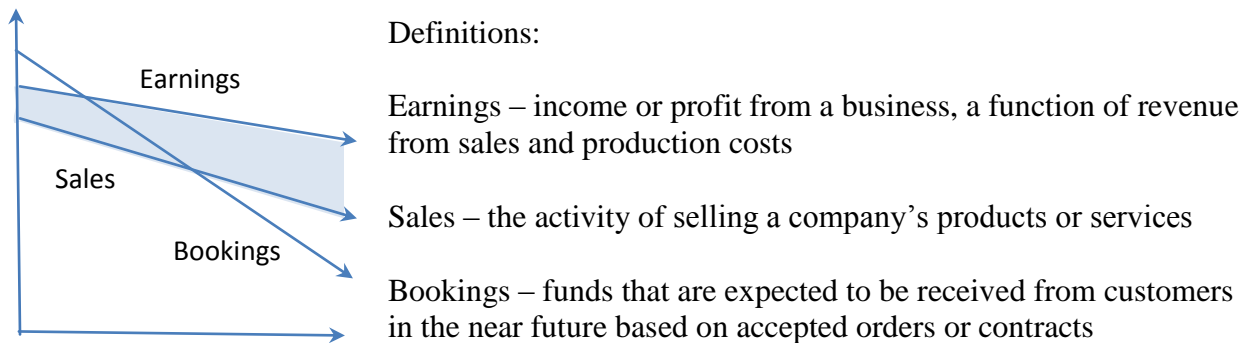 Definitions:
Earnings
Earnings – income or profit from a business, a function of revenue
from sales and production costs
Sales
Sales – the activity of selling a company’s products or services
Bookings
Bookings – funds that are expected to be received from customers
in the near future based on accepted orders or contracts